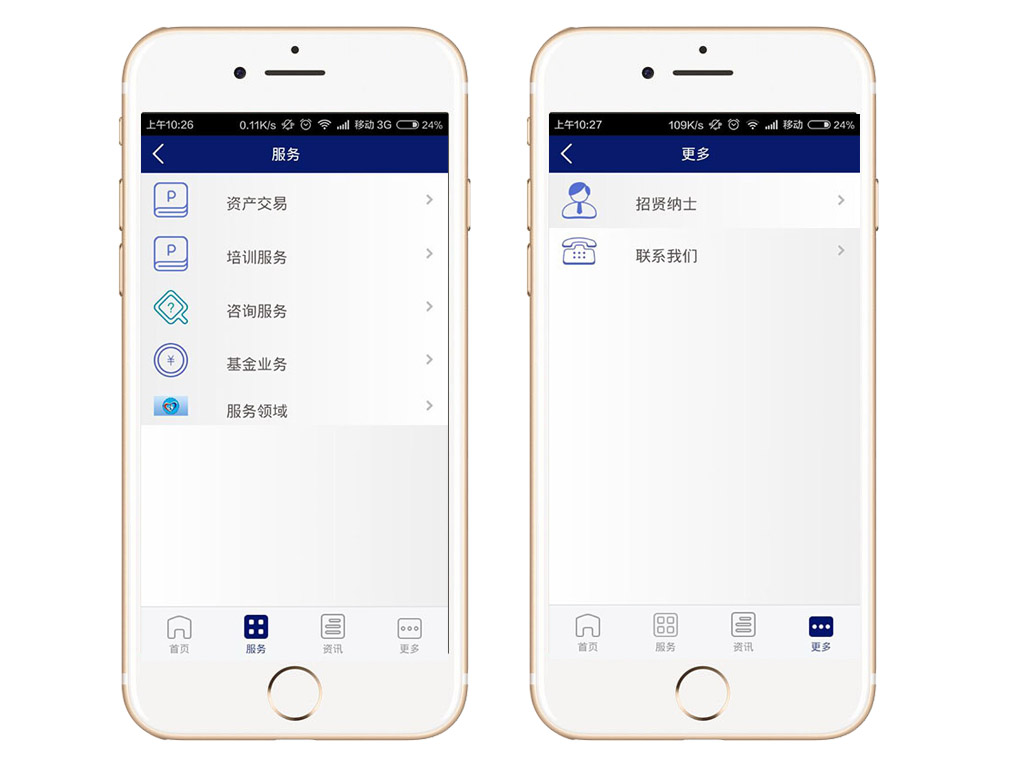 上午10:26 0.11K/s 移动 3G 24%
服务
P 资产交易
P 培训服务
? 咨询服务
¥ 基金业务
服务领域
首页 服务 资讯 更多
上午10:27 109K/s 移动 24%
更多
招贤纳士
联系我们
首页 服务 资讯 更多